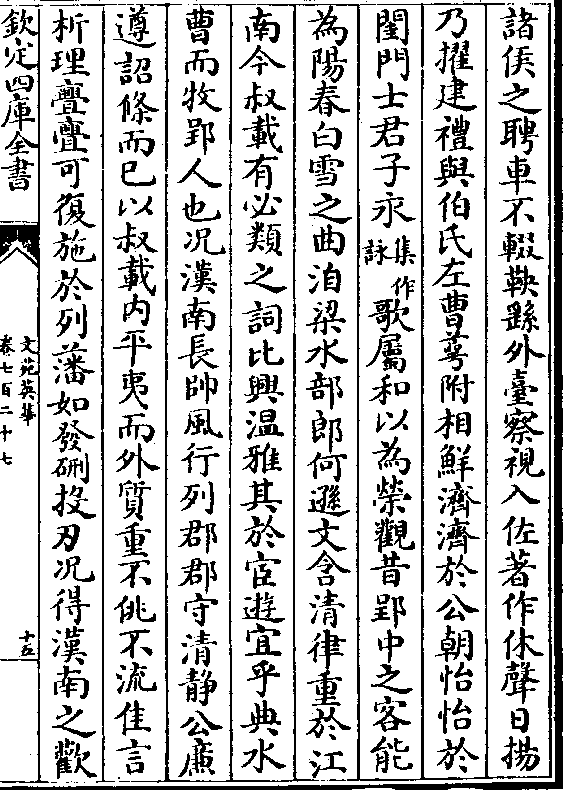 諸侯之聘車不輟鞅繇外臺察視入佐著作休聲日揚
乃擢建禮與伯氏左曹萼附相鮮濟濟於公朝怡怡於
閨門士君子永集作詠歌屬和以為榮觀昔郢中之客能
為陽春白雪之曲洎梁水部郎何遜文含清律重於江
南今叔載有必類之詞比興温雅其於宦遊宜乎典水
曹而牧郢人也况漢南長帥風行列郡郡守清静公廉
遵詔條而已以叔載内平夷而外質重不佻不流佳言
析理亹亹可復施於列藩如發硎投刃况得漢南之歡
欽定四庫全書
文苑英華
卷七百二十七
十五